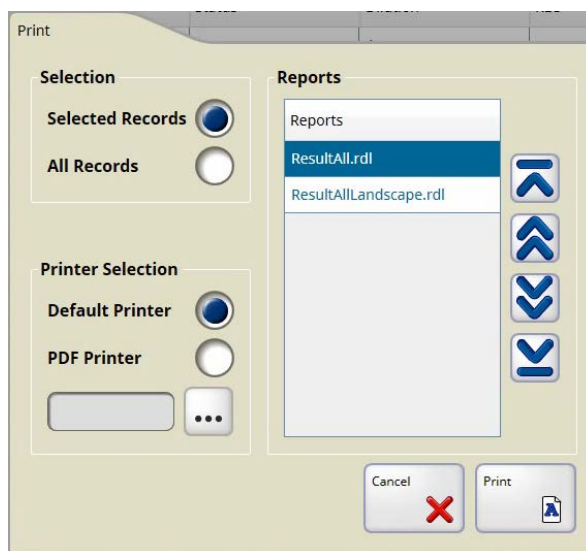 Print
Selection
Selected Records
All Records
Printer Selection
Default Printer
PDF Printer
...
Reports
Reports
ResultAll.rdl
ResultAllLandscape.rdl
Cancel
Print
A